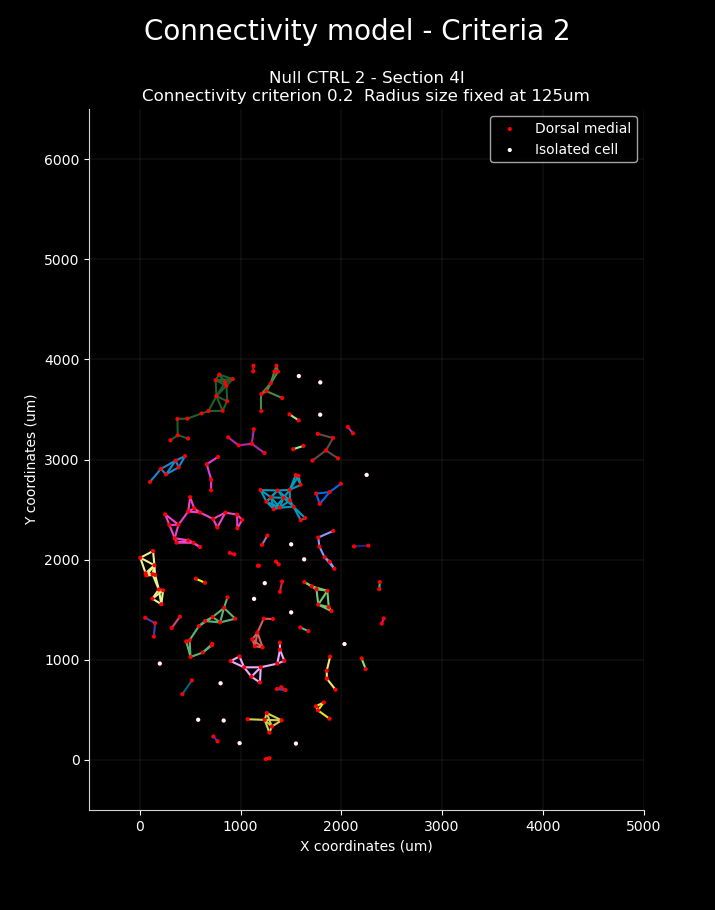 Connectivity model - Criteria 2
Null CTRL 2 - Section 4I
Connectivity criterion 0.2  Radius size fixed at 125um
Dorsal medial
Isolated cell
6000
5000
4000
3000
2000
1000
0
Y coordinates (um)
0
1000
2000
3000
4000
5000
X coordinates (um)